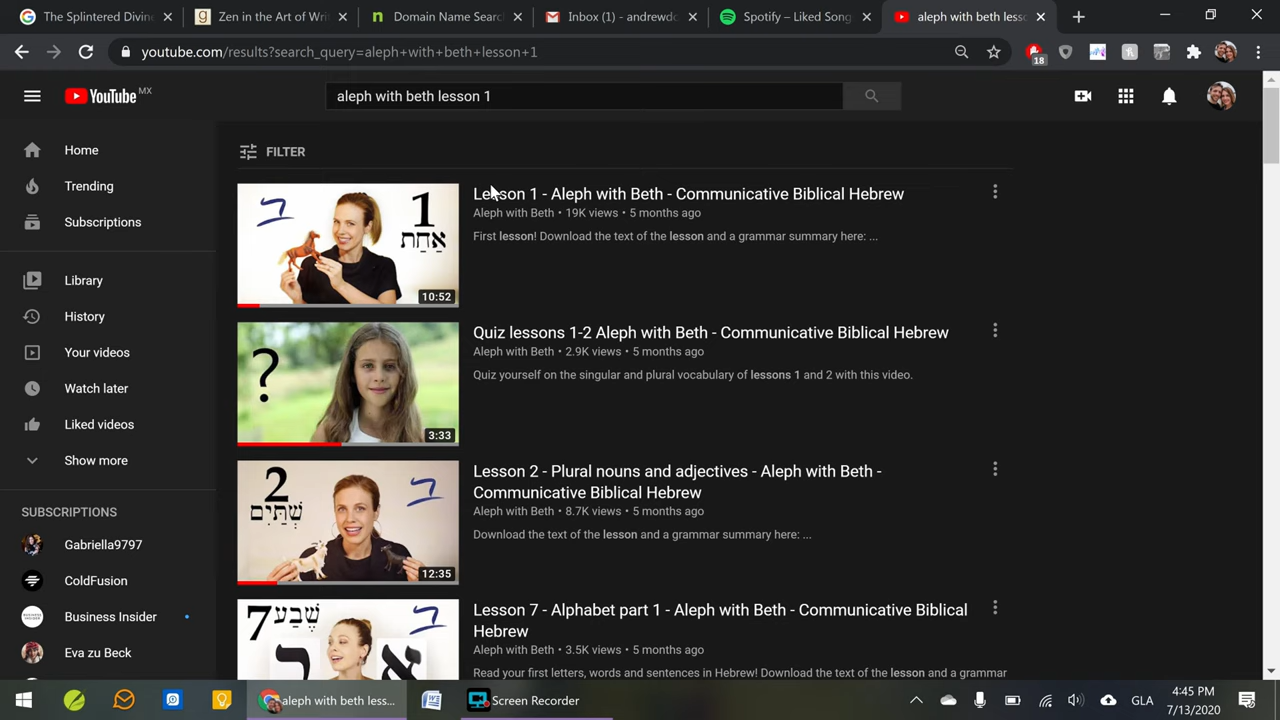 The Splintered Divin
Zen in the Art of Wri
Domain Name Searc
Inbox (1) - andrewdc
Spotify – Liked Song
aleph with beth less
youtube.com/results?search_query=aleph+with+beth+lesson+1
18
YouTube MX
aleph with beth lesson 1
Home
Trending
Subscriptions
Library
History
Your videos
Watch later
Liked videos
Show more
SUBSCRIPTIONS
Gabriella9797
ColdFusion
Business Insider
Eva zu Beck
FILTER
1
אַחַת
ב
10:52
Lesson 1 - Aleph with Beth - Communicative Biblical Hebrew
Aleph with Beth • 19K views • 5 months ago
First lesson! Download the text of the lesson and a grammar summary here: ...
?
3:33
Quiz lessons 1-2 Aleph with Beth - Communicative Biblical Hebrew
Aleph with Beth • 2.9K views • 5 months ago
Quiz yourself on the singular and plural vocabulary of lessons 1 and 2 with this video.
2
שְׁתַּיִם
ב
12:35
Lesson 2 - Plural nouns and adjectives - Aleph with Beth -
Communicative Biblical Hebrew
Aleph with Beth • 8.7K views • 5 months ago
Download the text of the lesson and a grammar summary here: ...
7 שֶׁבַע
ב
א
Lesson 7 - Alphabet part 1 - Aleph with Beth - Communicative Biblical
Hebrew
Aleph with Beth • 3.5K views • 5 months ago
Read your first letters, words and sentences in Hebrew! Download the text of the lesson and a grammar
aleph with beth less...
Screen Recorder
GLA
4:45 PM
7/13/2020